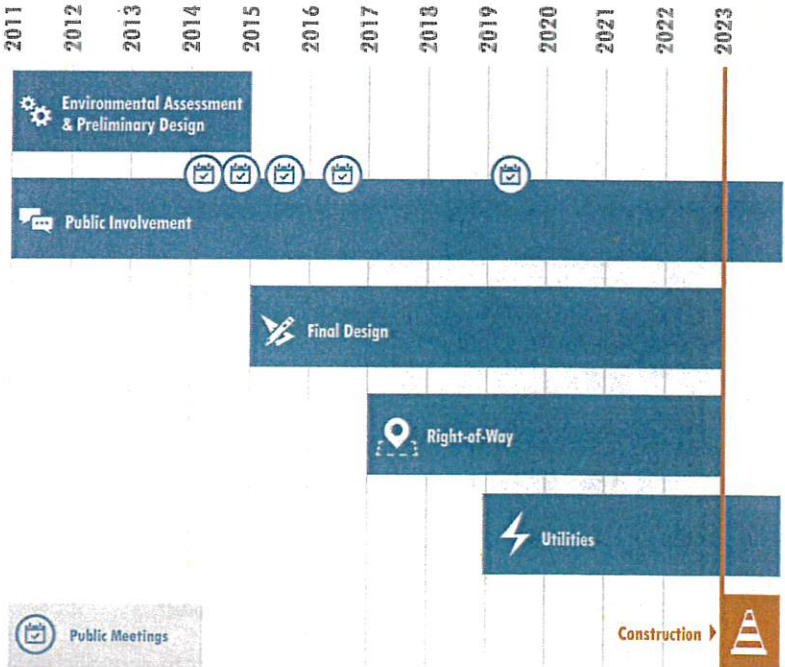 2011
2012
2013
2014
2015
2016
2017
2018
2019
2020
2021
2022
2023
Environmental Assessment
& Preliminary Design
Public Involvement
Final Design
Right-of-Way
Utilities
Public Meetings
Construction